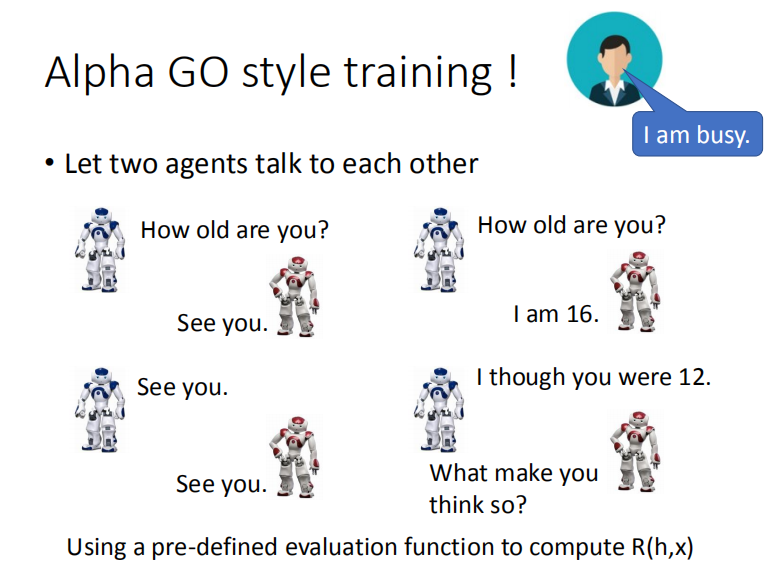 Alpha GO style training !
I am busy.
• Let two agents talk to each other
How old are you?
See you.
See you.
See you.
How old are you?
I am 16.
I though you were 12.
What make you
think so?
Using a pre-defined evaluation function to compute R(h,x)